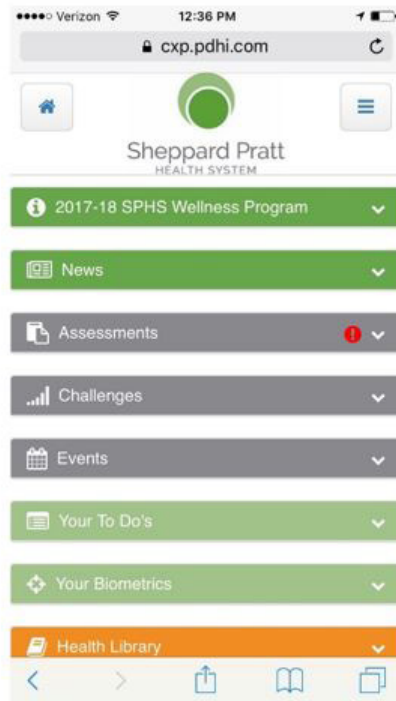 Verizon 12:36 PM
cxp.pdhi.com
Sheppard Pratt
HEALTH SYSTEM
2017-18 SPHS Wellness Program
News
Assessments
Challenges
Events
Your To Do's
Your Biometrics
Health Library